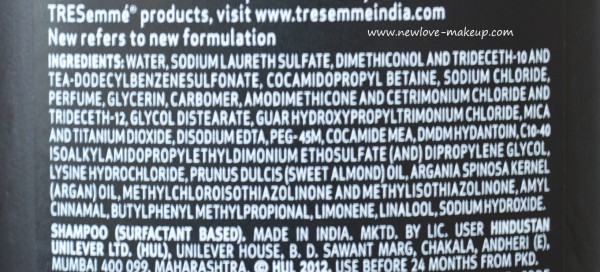 TRESemmé® products, visit www.tresemmeindia.com
www.newlove-makeup.com
New refers to new formulation
INGREDIENTS: WATER, SODIUM LAURETH SULFATE, DIMETHICONOL AND TRIDECETH-10 AND
TEA-DODECYLBENZENESULFONATE, COCAMIDOPROPYL BETAINE, SODIUM CHLORIDE,
PERFUME, GLYCERIN, CARBOMER, AMODIMETHICONE AND CETRIMONIUM CHLORIDE AND
TRIDECETH-12, GLYCOL DISTEARATE, GUAR HYDROXYPROPYLTRIMONIUM CHLORIDE, MICA
AND TITANIUM DIOXIDE, DISODIUM EDTA, PEG-45M, COCAMIDE MEA, DMDM HYDANTOIN, C10-40
ISOALKYLAMIDOPROPYLETHYLDIMONIUM ETHOSULFATE (AND) DIPROPYLENE GLYCOL,
LYSINE HYDROCHLORIDE, PRUNUS DULCIS (SWEET ALMOND) OIL, ARGANIA SPINOSA KERNEL
(ARGAN) OIL, METHYLCHLOROISOTHIAZOLINONE AND METHYLISOTHIAZOLINONE, AMYL
CINNAMAL, BUTYLPHENYL METHYLPROPIONAL, LIMONENE, LINALOOL, SODIUM HYDROXIDE.
SHAMPOO (SURFACTANT BASED). MADE IN INDIA. MKTD. BY LIC. USER HINDUSTAN
UNILEVER LTD. (HUL), UNILEVER HOUSE, B. D. SAWANT MARG, CHAKALA, ANDHERI (E),
MUMBAI 400 099, MAHARASHTRA. © HUL 2012. USE BEFORE 24 MONTHS FROM PKD.